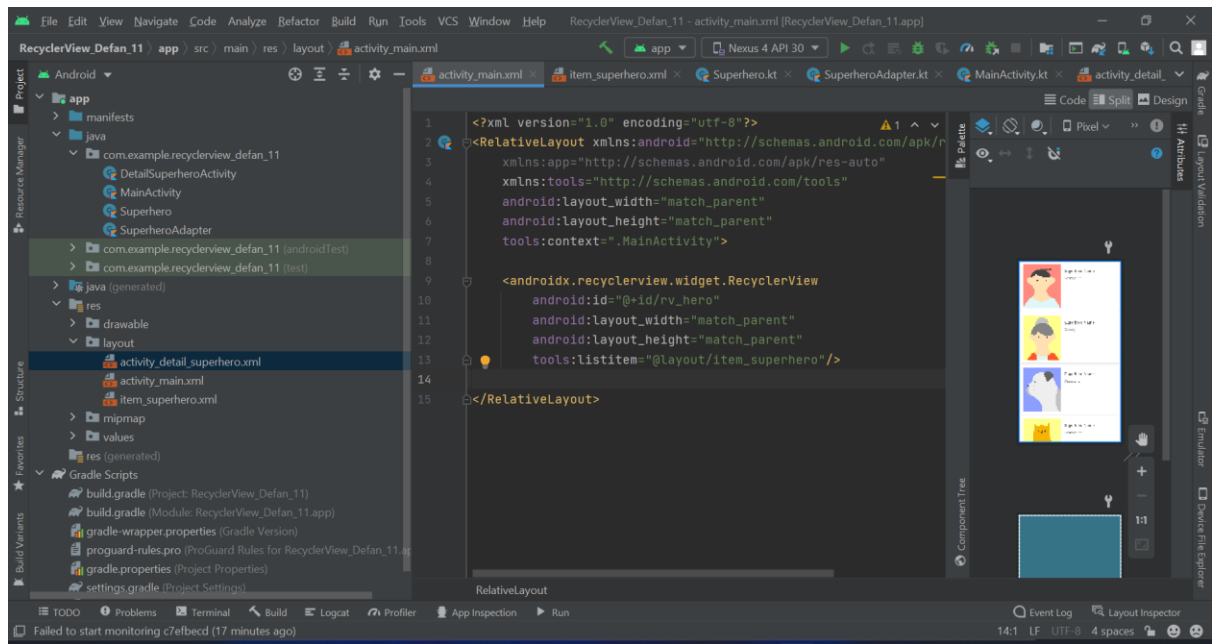 File Edit View Navigate Code Analyze Refactor Build Run Tools VCS Window Help RecyclerView_Defan_11 - activity_main.xml [RecyclerView_Defan_11.app]
RecyclerView_Defan_11 app src main res layout activity_main.xml app Nexus 4 API 30
Android activity_main.xml item_superhero.xml Superhero.kt SuperheroAdapter.kt MainActivity.kt activity_detail_
Code Split Design
Project
Resource Manager
Structure
Favorites
Build Variants
app
manifests
java
com.example.recyclerview_defan_11
DetailSuperheroActivity
MainActivity
Superhero
SuperheroAdapter
com.example.recyclerview_defan_11 (androidTest)
com.example.recyclerview_defan_11 (test)
java (generated)
res
drawable
layout
activity_detail_superhero.xml
activity_main.xml
item_superhero.xml
mipmap
values
res (generated)
Gradle Scripts
build.gradle (Project: RecyclerView_Defan_11)
build.gradle (Module: RecyclerView_Defan_11.app)
gradle-wrapper.properties (Gradle Version)
proguard-rules.pro (ProGuard Rules for RecyclerView_Defan_11.ap
gradle.properties (Project Properties)
settings.gradle (Project Settings)
1 <?xml version="1.0" encoding="utf-8"?> 1
2 <RelativeLayout xmlns:android="http://schemas.android.com/apk/r
3 xmlns:app="http://schemas.android.com/apk/res-auto"
4 xmlns:tools="http://schemas.android.com/tools"
5 android:layout_width="match_parent"
6 android:layout_height="match_parent"
7 tools:context=".MainActivity">
8
9 <androidx.recyclerview.widget.RecyclerView
10 android:id="@+id/rv_hero"
11 android:layout_width="match_parent"
12 android:layout_height="match_parent"
13 tools:listitem="@layout/item_superhero"/>
14
15 </RelativeLayout>
RelativeLayout
Palette
Component Tree
Pixel
1:1
Attributes
Gradle
Layout Validation
Emulator
Device File Explorer
TODO Problems Terminal Build Logcat Profiler App Inspection Run Event Log Layout Inspector
Failed to start monitoring c7efbecd (17 minutes ago) 14:1 LF UTF-8 4 spaces